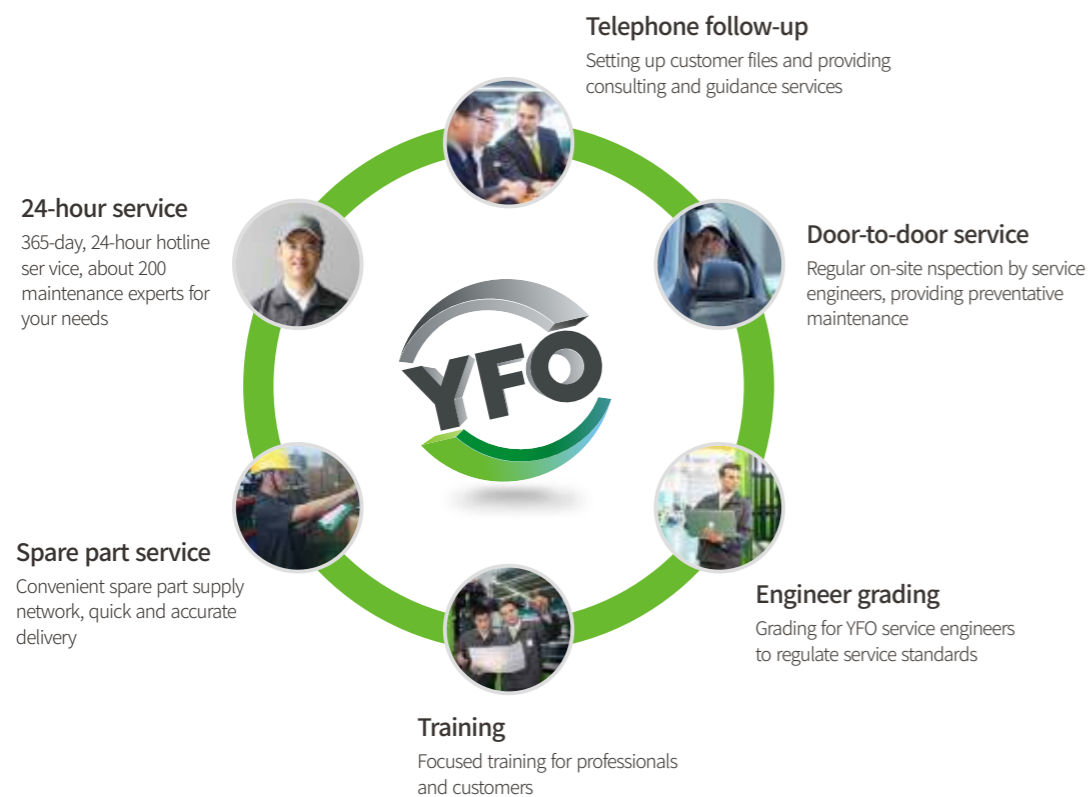 Telephone follow-up
Setting up customer files and providing
consulting and guidance services
24-hour service
365-day, 24-hour hotline
ser vice, about 200
maintenance experts for
your needs
Door-to-door service
Regular on-site nspection by service
engineers, providing preventative
maintenance
YFO
Spare part service
Convenient spare part supply
network, quick and accurate
delivery
Engineer grading
Grading for YFO service engineers
to regulate service standards
Training
Focused training for professionals
and customers